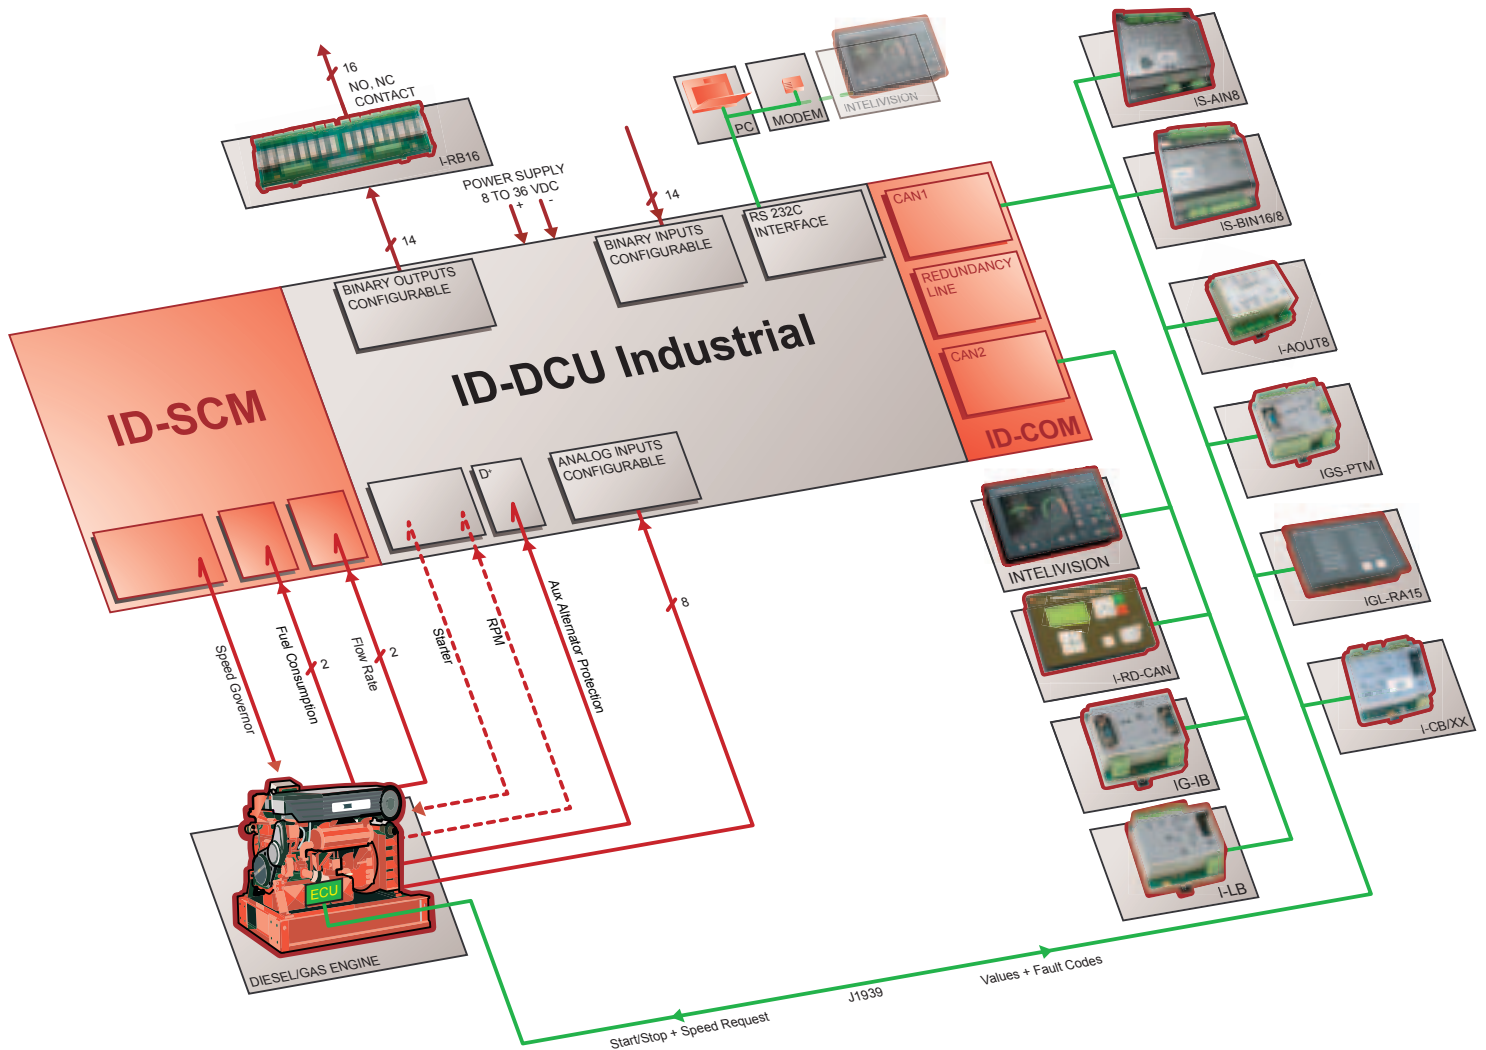 16
NO, NC
CONTACT
I-RB16
14
POWER SUPPLY
8 TO 36 VDC
+ -
14
PC
MODEM
INTELIVISION
IS-AIN8
IS-BIN16/8
I-AOUT8
IGS-PTM
IGL-RA15
I-CB/XX
BINARY OUTPUTS
CONFIGURABLE
BINARY INPUTS
CONFIGURABLE
RS 232C
INTERFACE
CAN1
REDUNDANCY
LINE
CAN2
ID-COM
ID-SCM
ID-DCU Industrial
D+
ANALOG INPUTS
CONFIGURABLE
Speed Governor
Fuel Consumption
2
Flow Rate
2
Starter
RPM
Aux Alternator Protection
8
INTELIVISION
I-RD-CAN
IG-IB
I-LB
ECU
DIESEL/GAS ENGINE
Start/Stop + Speed Request
J1939
Values + Fault Codes